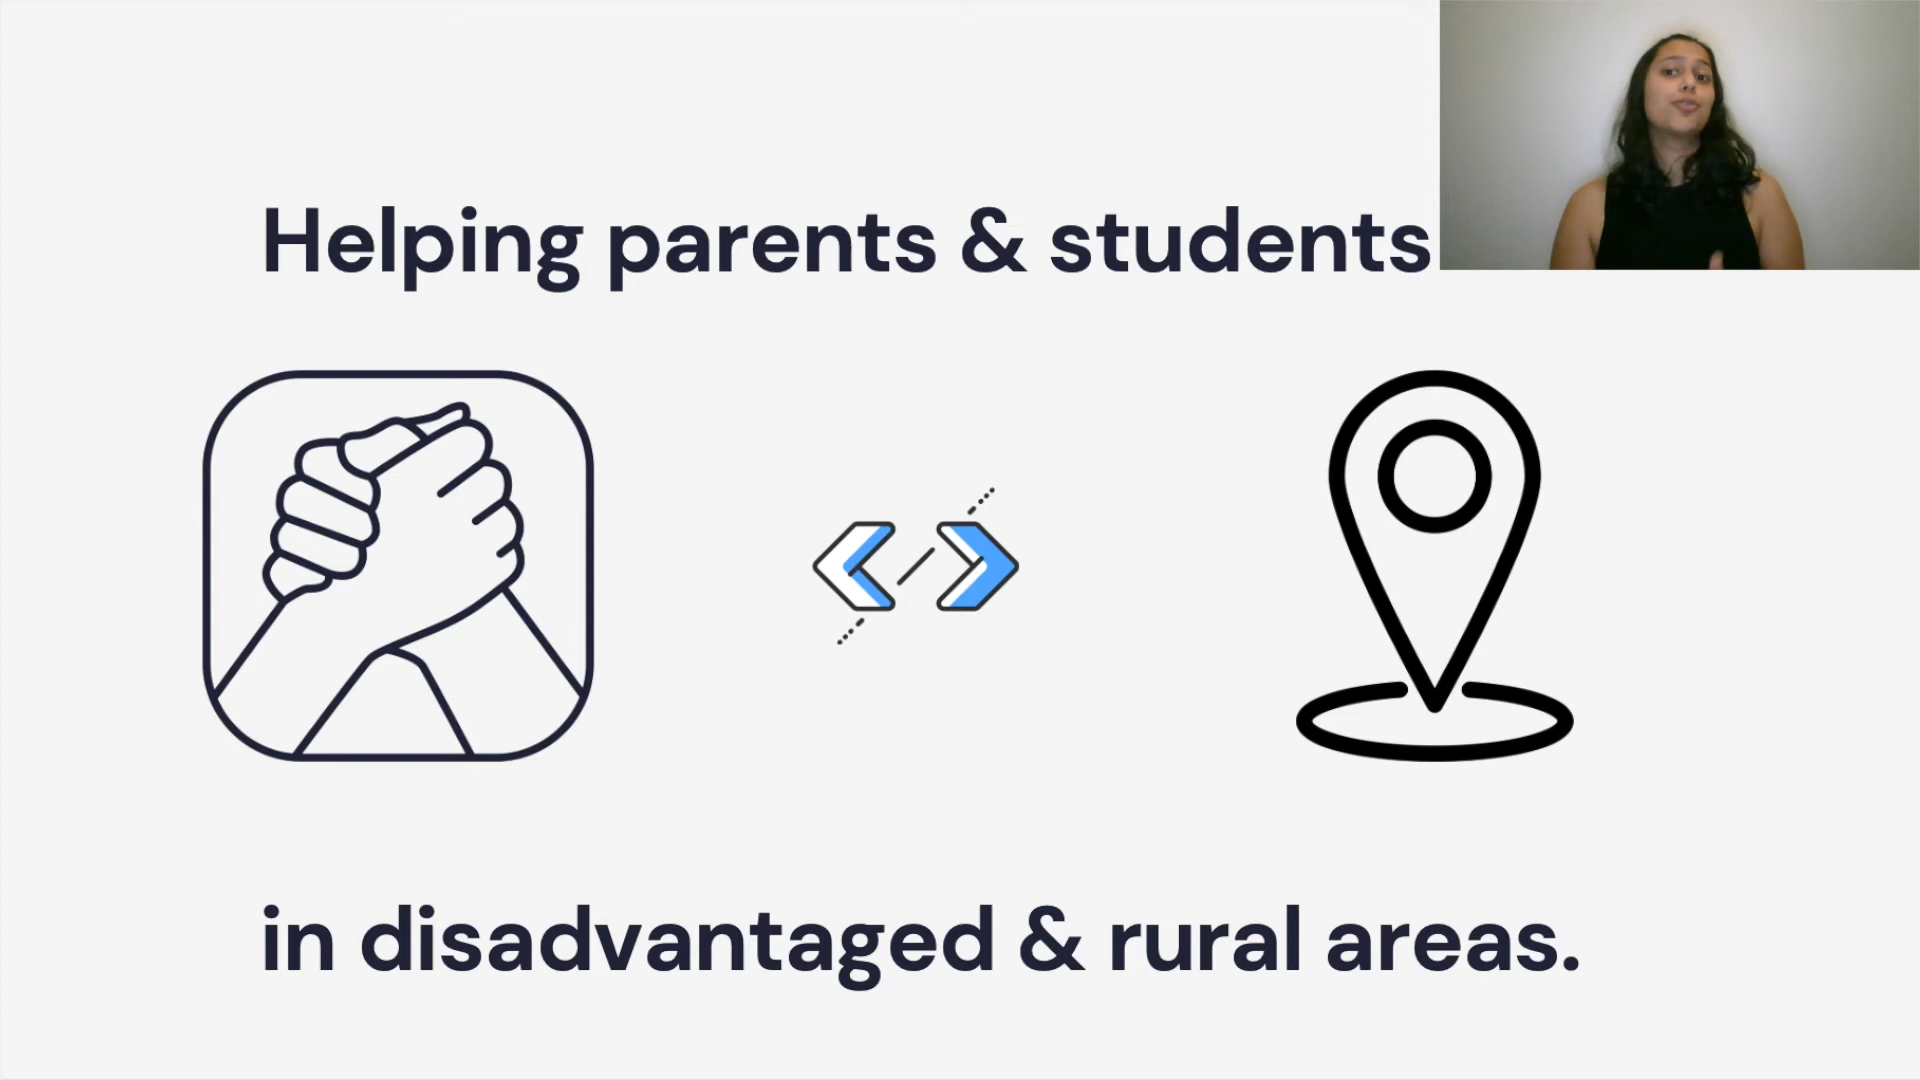 Helping parents & students
in disadvantaged & rural areas.